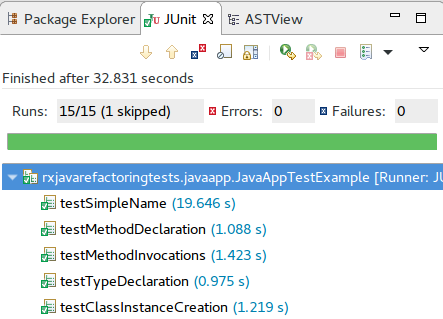 Package Explorer JUnit ASTView
Finished after 32.831 seconds
Runs: 15/15 (1 skipped) Errors: 0 Failures: 0
rxjavarefactoringtests.javaapp.JavaAppTestExample [Runner: JU
testSimpleName (19.646 s)
testMethodDeclaration (1.088 s)
testMethodInvocations (1.423 s)
testTypeDeclaration (0.975 s)
testClassInstanceCreation (1.219 s)